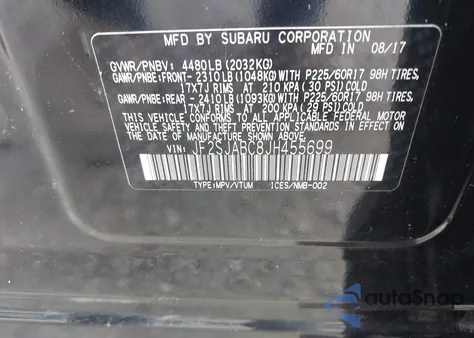 MFD BY SUBARU CORPORATION
MFD IN 08/17
GVWR/PNBV: 4480LB(2032KG)
GAWR/PNBE:FRONT- 2310LB(1048KG)WITH P225/60R17 98H TIRES,
17X7J RIMS AT 210 KPA(30 PSI)COLD
GAWR/PNBE:REAR - 2410LB(1093KG)WITH P225/60R17 98H TIRES,
17X7J RIMS AT 200 KPA(29 PSI)COLD
THIS VEHICLE CONFORMS TO ALL APPLICABLE FEDERAL
MOTOR VEHICLE SAFETY STANDARDS IN EFFECT ON THE
DATE OF MANUFACTURE SHOWN ABOVE.
VIN: JF2SJABC8JH455699
TYPE:MPV/VTUM ICES/NMB-002
autoSnap